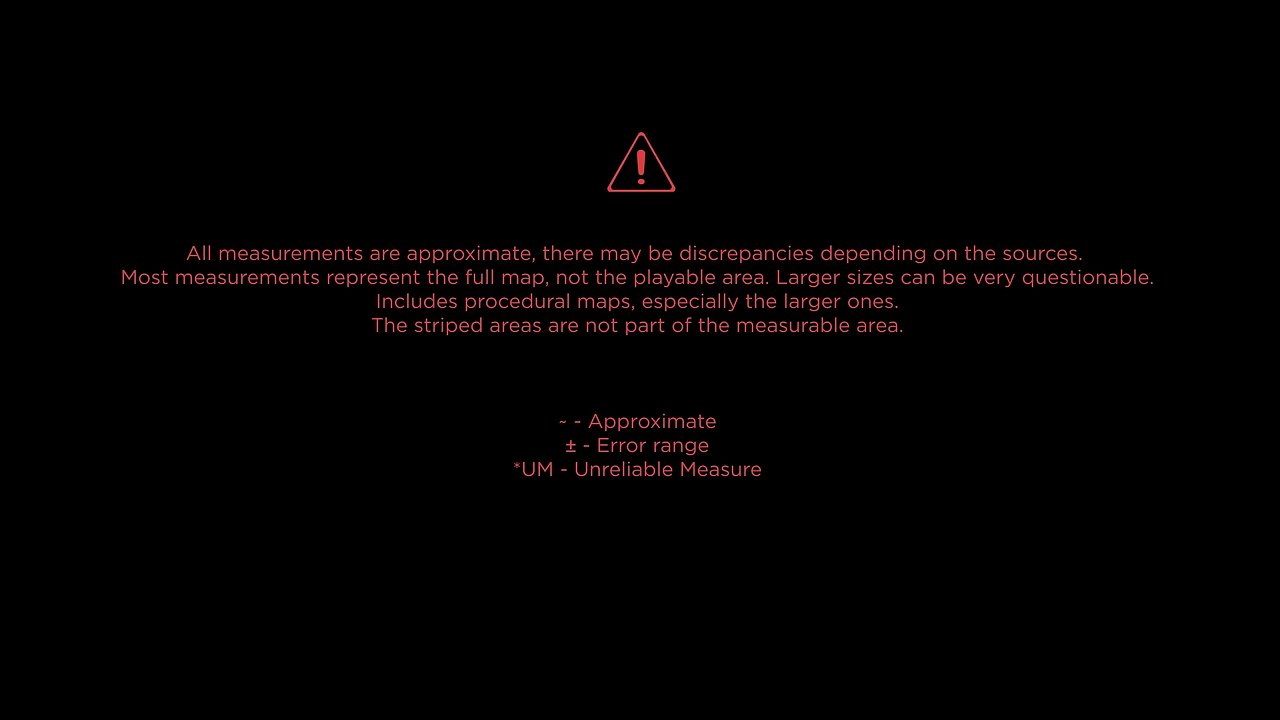 All measurements are approximate, there may be discrepancies depending on the sources.
Most measurements represent the full map, not the playable area. Larger sizes can be very questionable.
Includes procedural maps, especially the larger ones.
The striped areas are not part of the measurable area.
~ - Approximate
± - Error range
*UM - Unreliable Measure